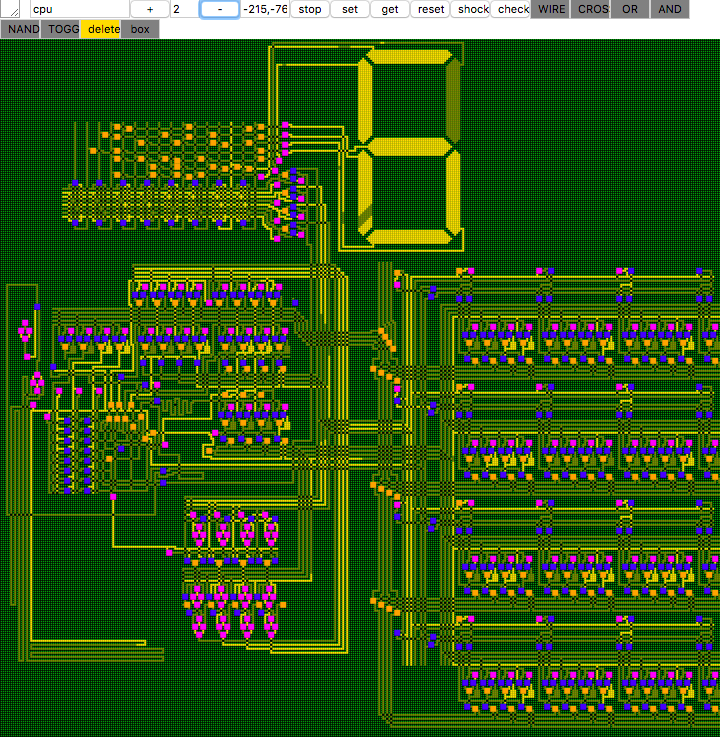 cpu + 2 - -215,-76 stop set get reset shock check WIRE CROS OR AND
NAND TOGG delete box